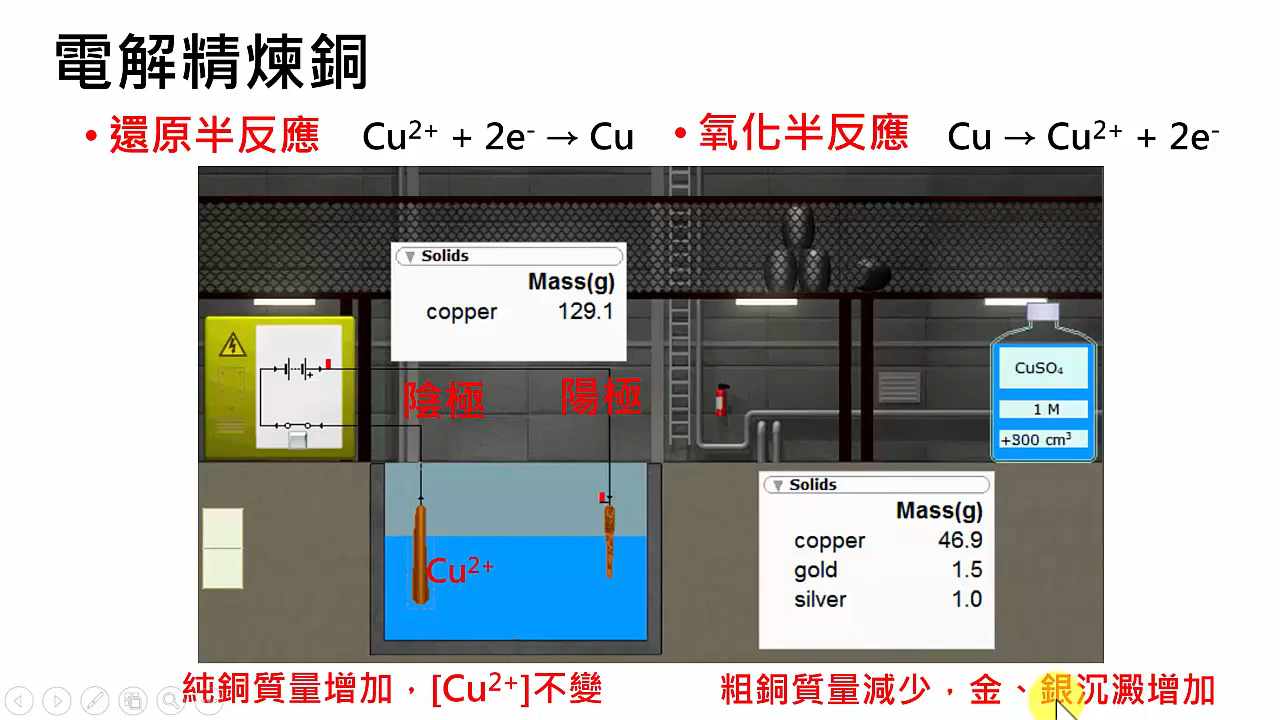 電解精煉銅
• 還原半反應 Cu²⁺ + 2e⁻ → Cu
• 氧化半反應 Cu → Cu²⁺ + 2e⁻
Solids
Mass(g)
copper 129.1
陰極
陽極
CuSO₄
1 M
+300 cm³
Cu²⁺
Solids
Mass(g)
copper 46.9
gold 1.5
silver 1.0
純銅質量增加，[Cu²⁺]不變
粗銅質量減少，金、銀沉澱增加